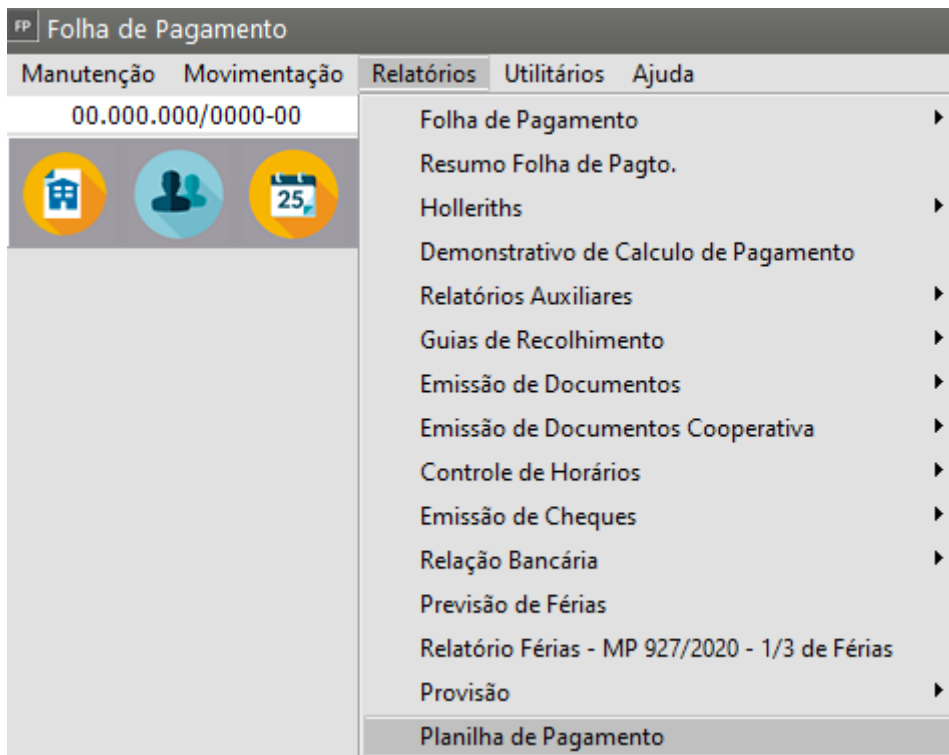 FP Folha de Pagamento
Manutenção Movimentação Relatórios Utilitários Ajuda
00.000.000/0000-00
25
Folha de Pagamento
Resumo Folha de Pagto.
Holleriths
Demonstrativo de Calculo de Pagamento
Relatórios Auxiliares
Guias de Recolhimento
Emissão de Documentos
Emissão de Documentos Cooperativa
Controle de Horários
Emissão de Cheques
Relação Bancária
Previsão de Férias
Relatório Férias - MP 927/2020 - 1/3 de Férias
Provisão
Planilha de Pagamento